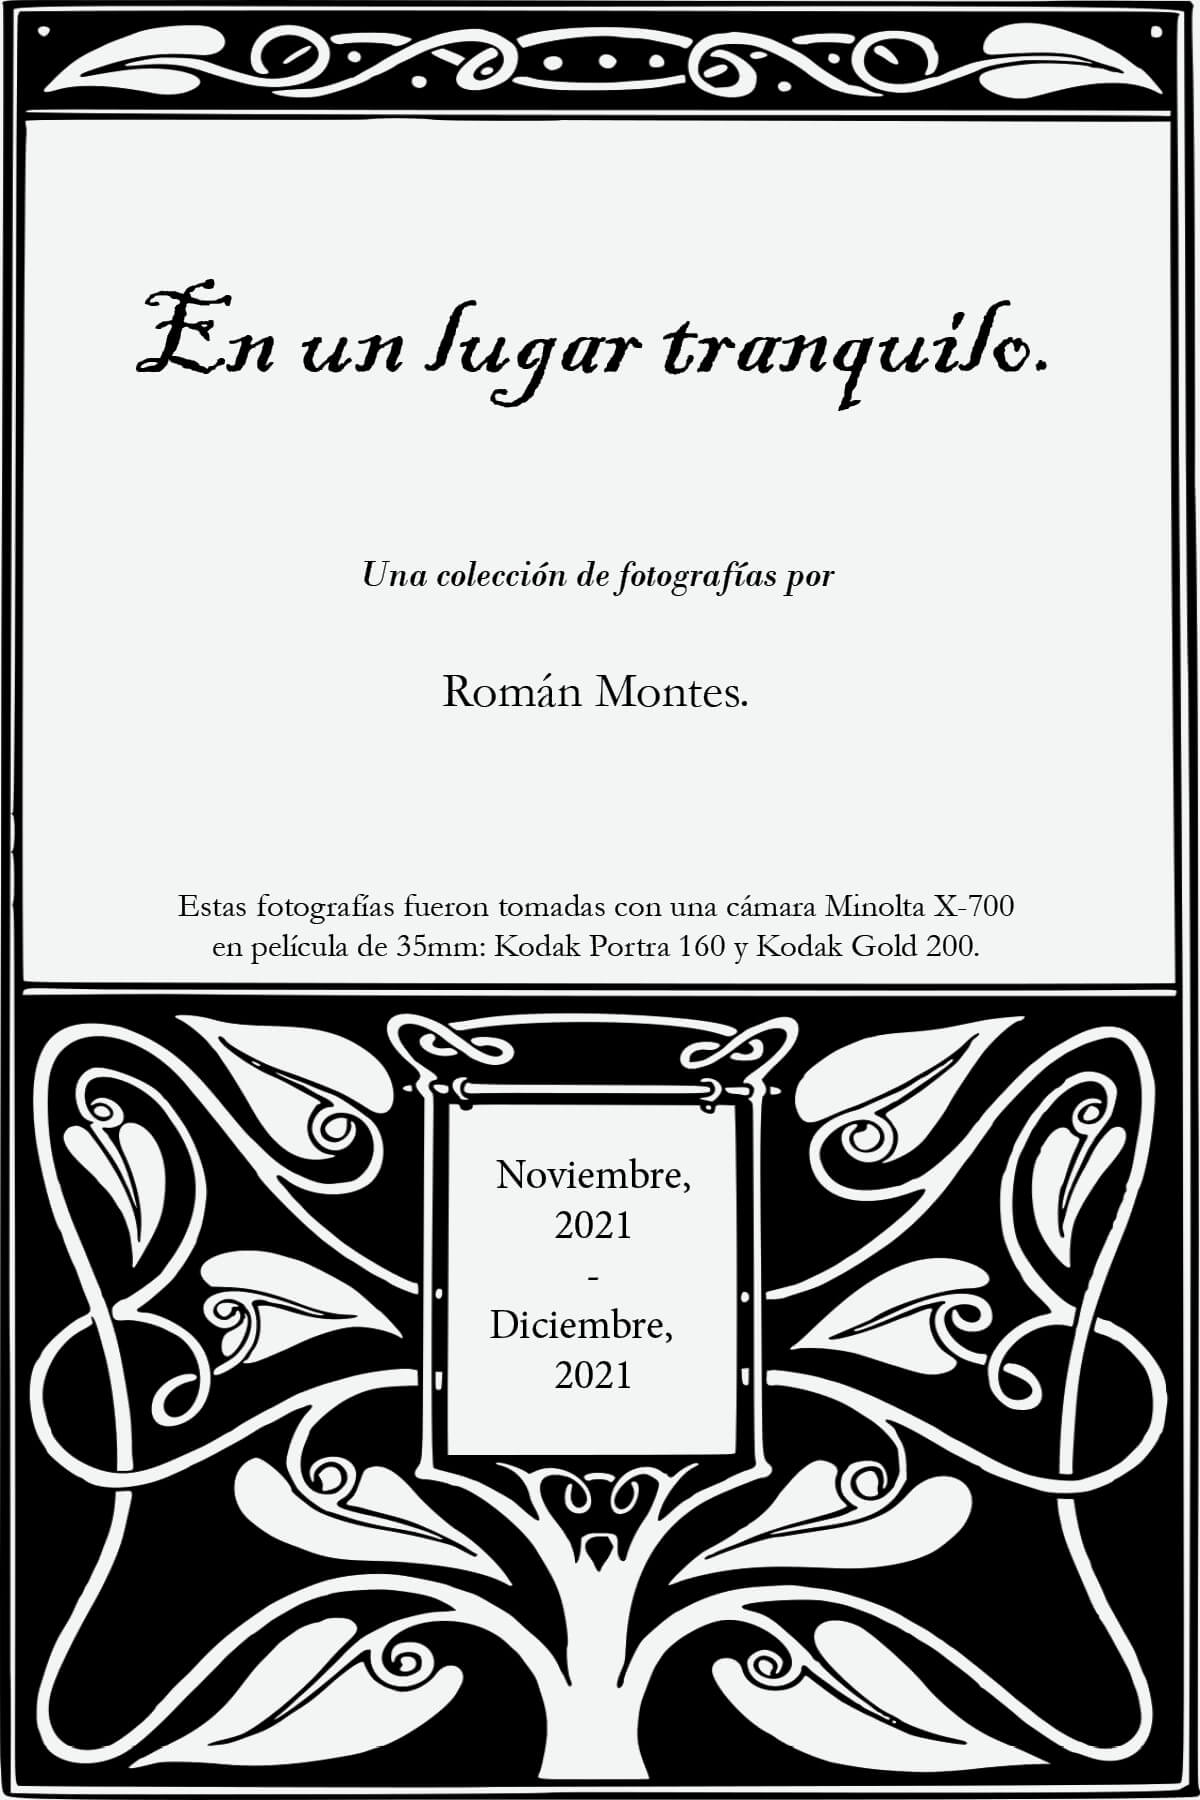 En un lugar tranquilo.
Una colección de fotografías por
Román Montes.
Estas fotografías fueron tomadas con una cámara Minolta X-700
en película de 35mm: Kodak Portra 160 y Kodak Gold 200.
Noviembre,
2021
-
Diciembre,
2021